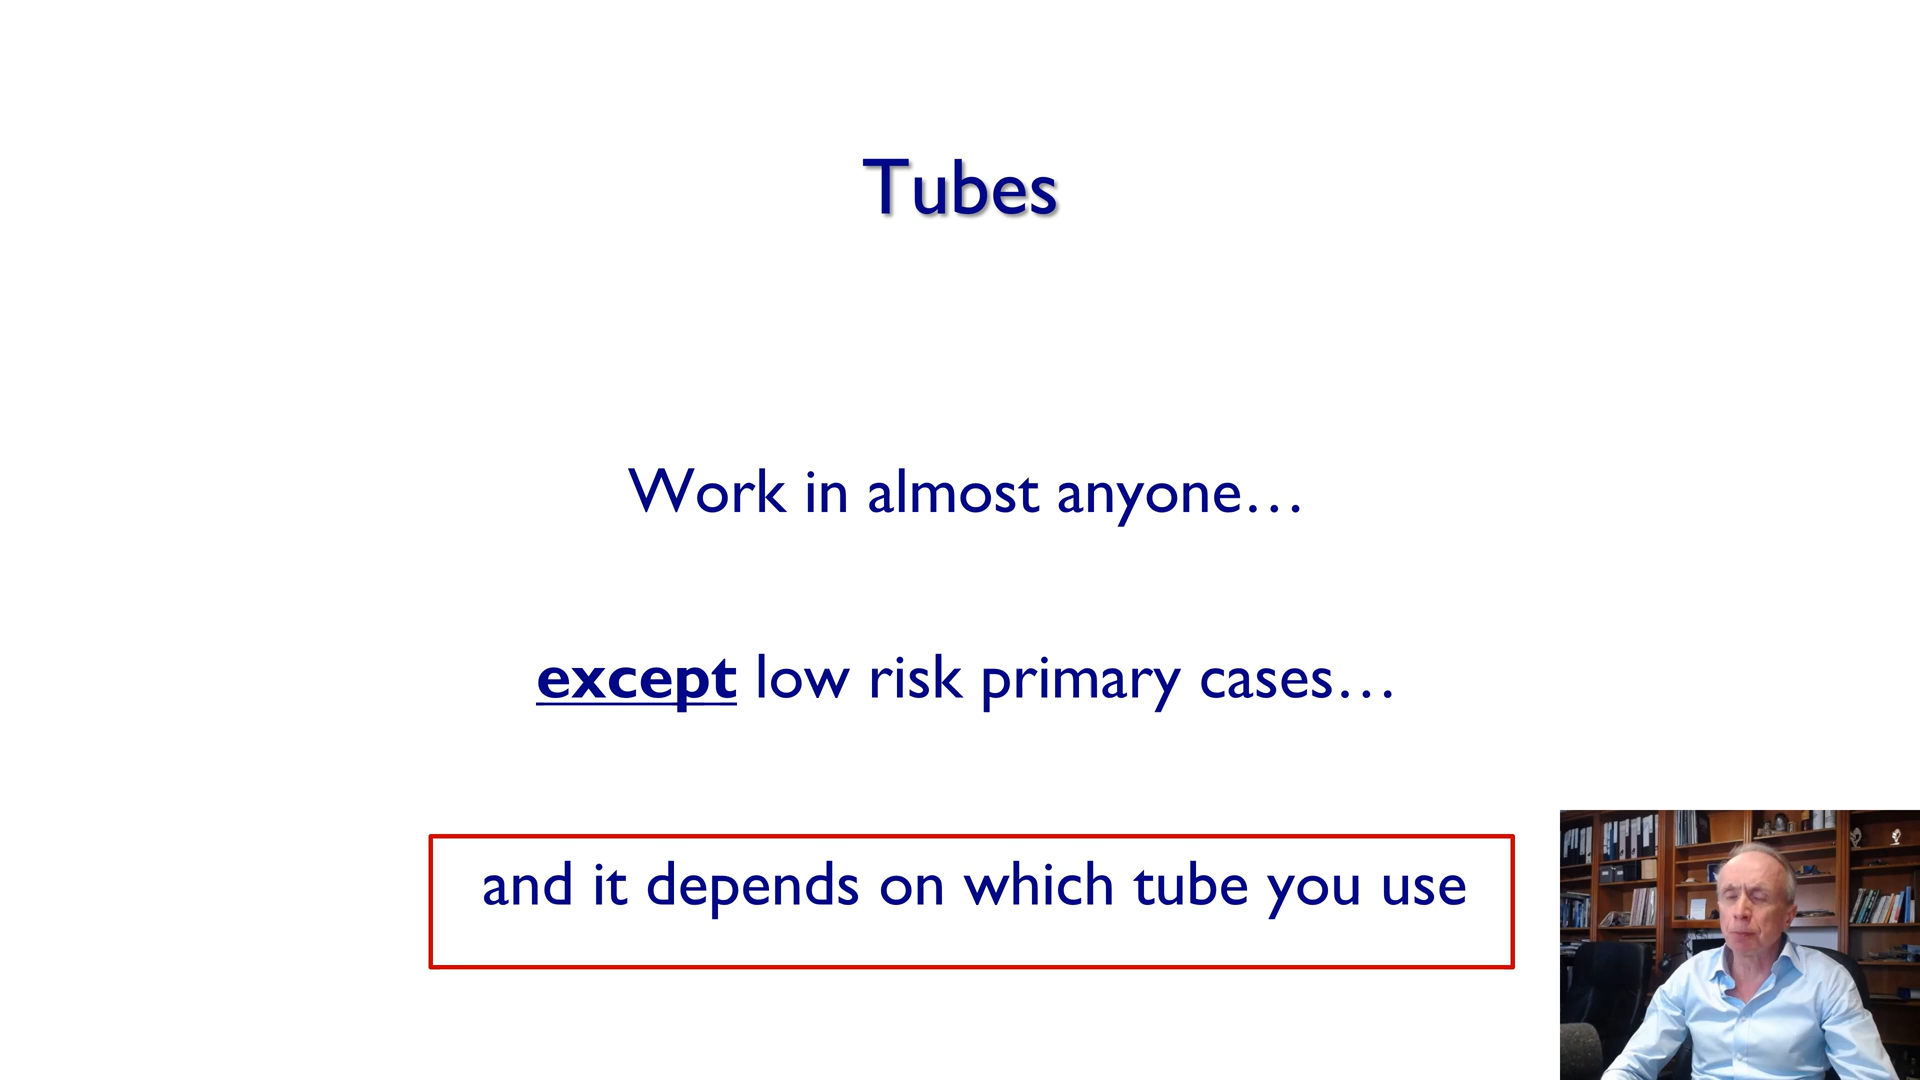 Tubes
Work in almost anyone…
except low risk primary cases…
and it depends on which tube you use